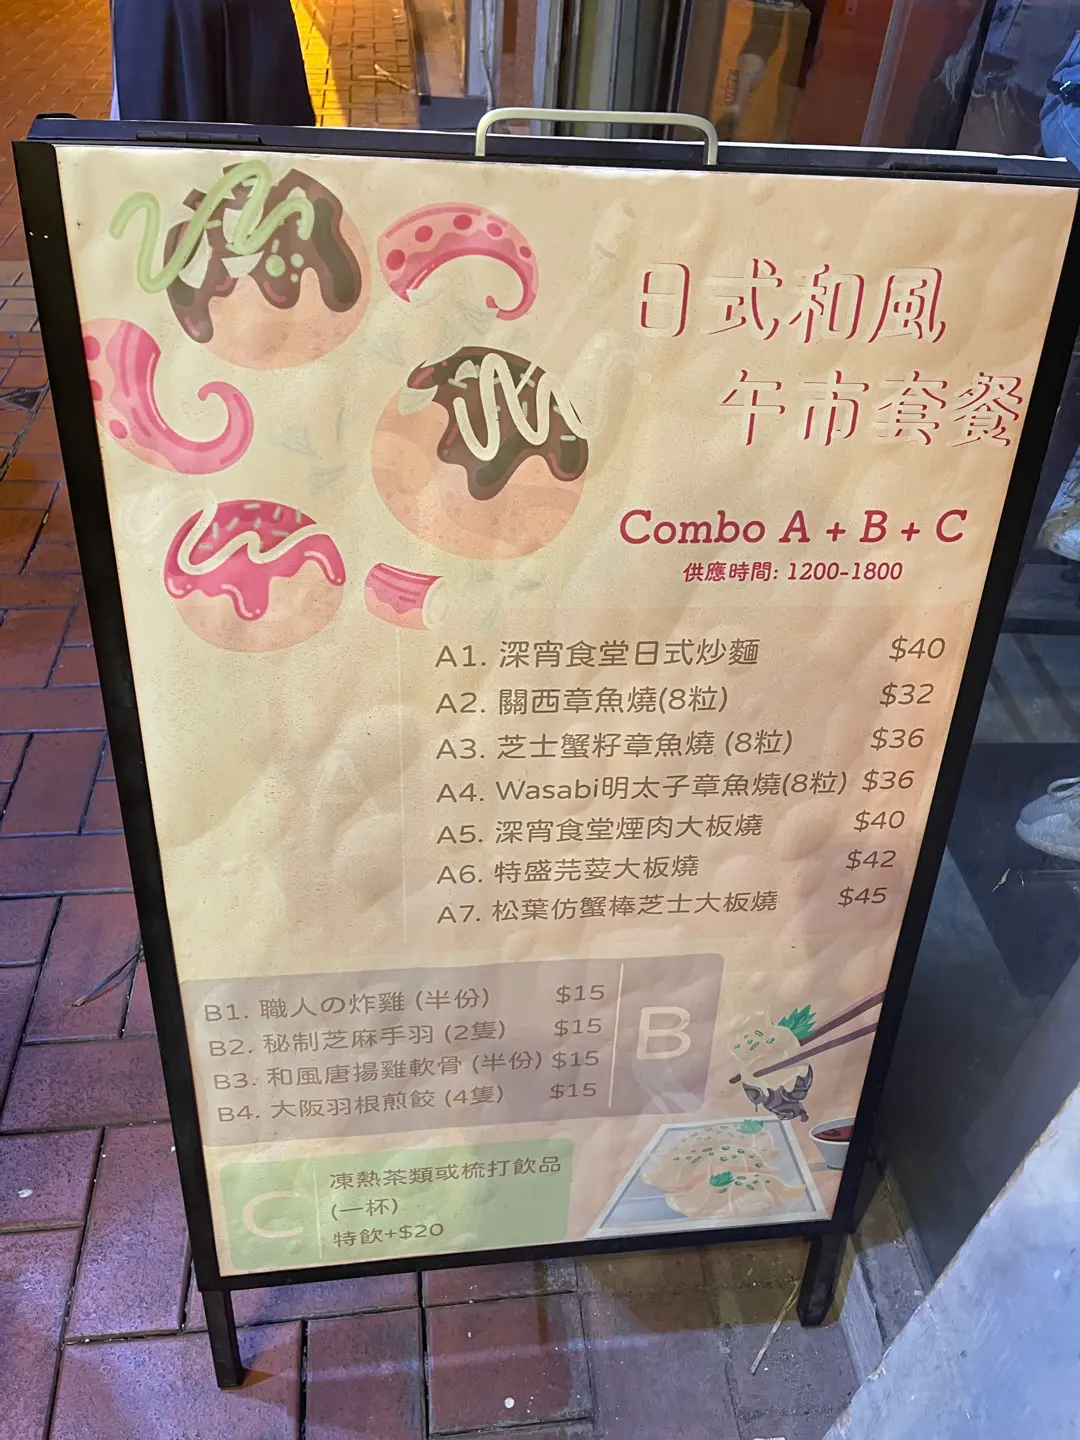 日式和風
午市套餐
Combo A + B + C
供應時間: 1200-1800
A1. 深宵食堂日式炒麵 $40
A2. 關西章魚燒(8粒) $32
A3. 芝士蟹籽章魚燒 (8粒) $36
A4. Wasabi明太子章魚燒(8粒) $36
A5. 深宵食堂煙肉大板燒 $40
A6. 特盛芫荽大板燒 $42
A7. 松葉仿蟹棒芝士大板燒 $45
A
B1. 職人の炸雞 (半份) $15
B2. 秘制芝麻手羽 (2隻) $15
B3. 和風唐揚雞軟骨 (半份) $15
B4. 大阪羽根煎餃 (4隻) $15
B
C
凍熱茶類或梳打飲品
(一杯)
特飲+$20